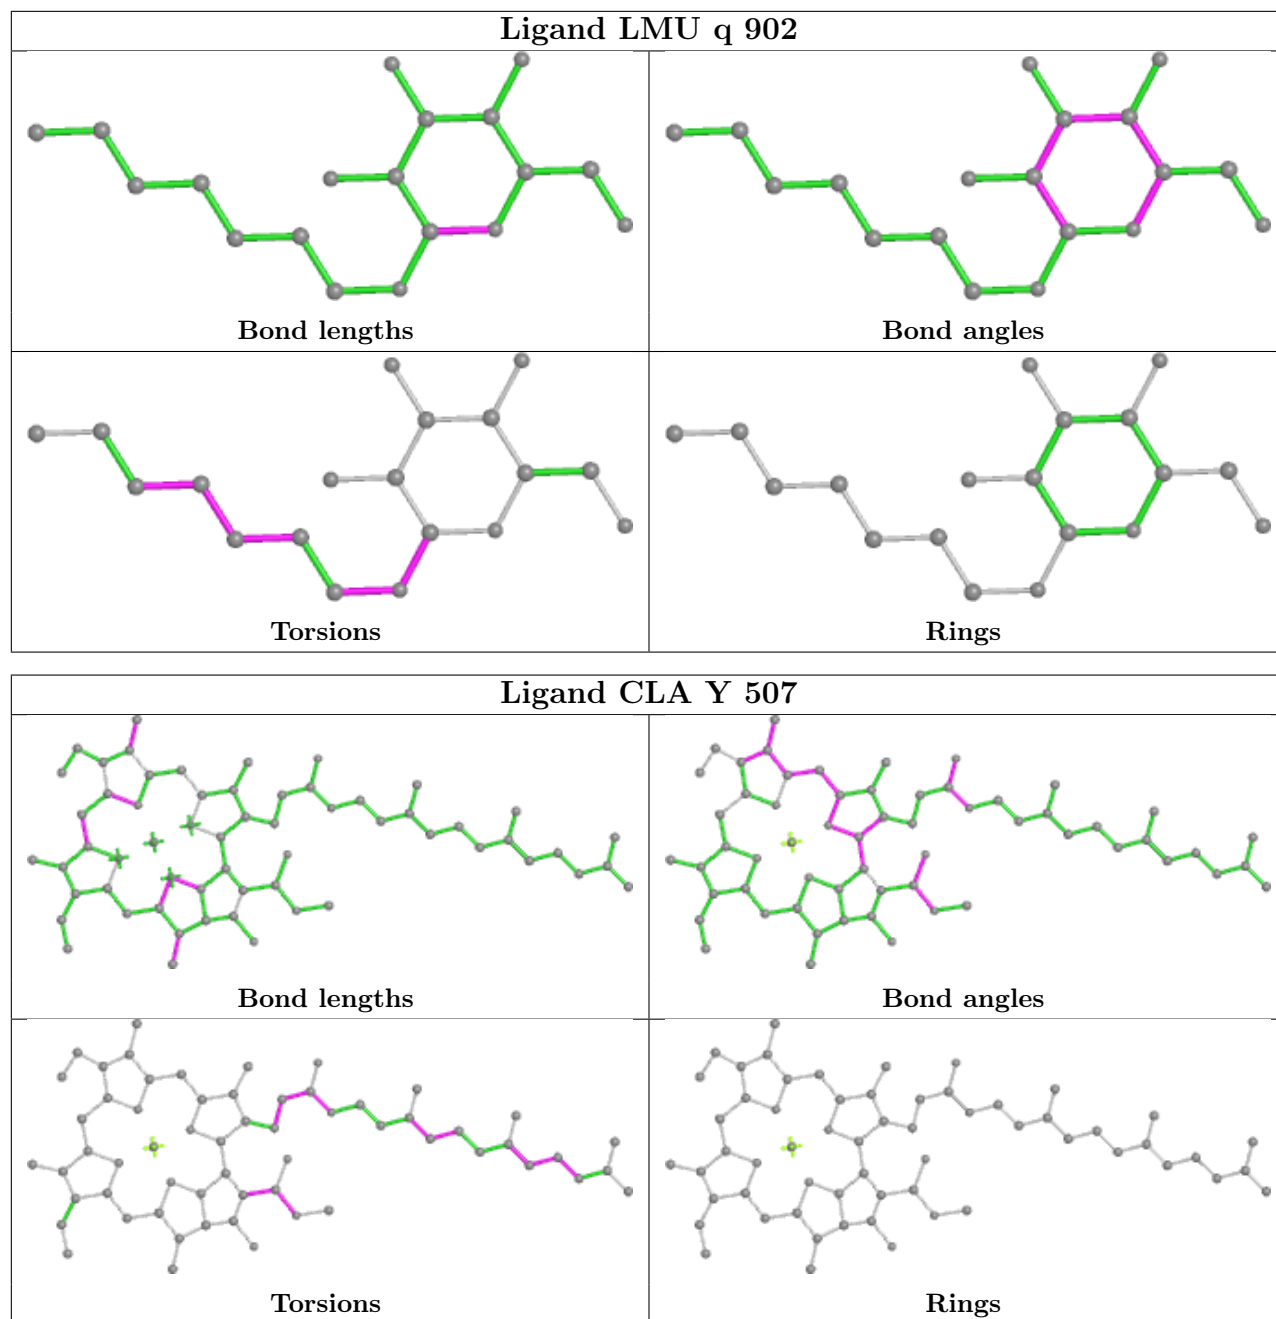 Ligand LMU q 902
Bond lengths
Bond angles
Torsions
Rings
Ligand CLA Y 507
Bond lengths
Bond angles
Torsions
Rings